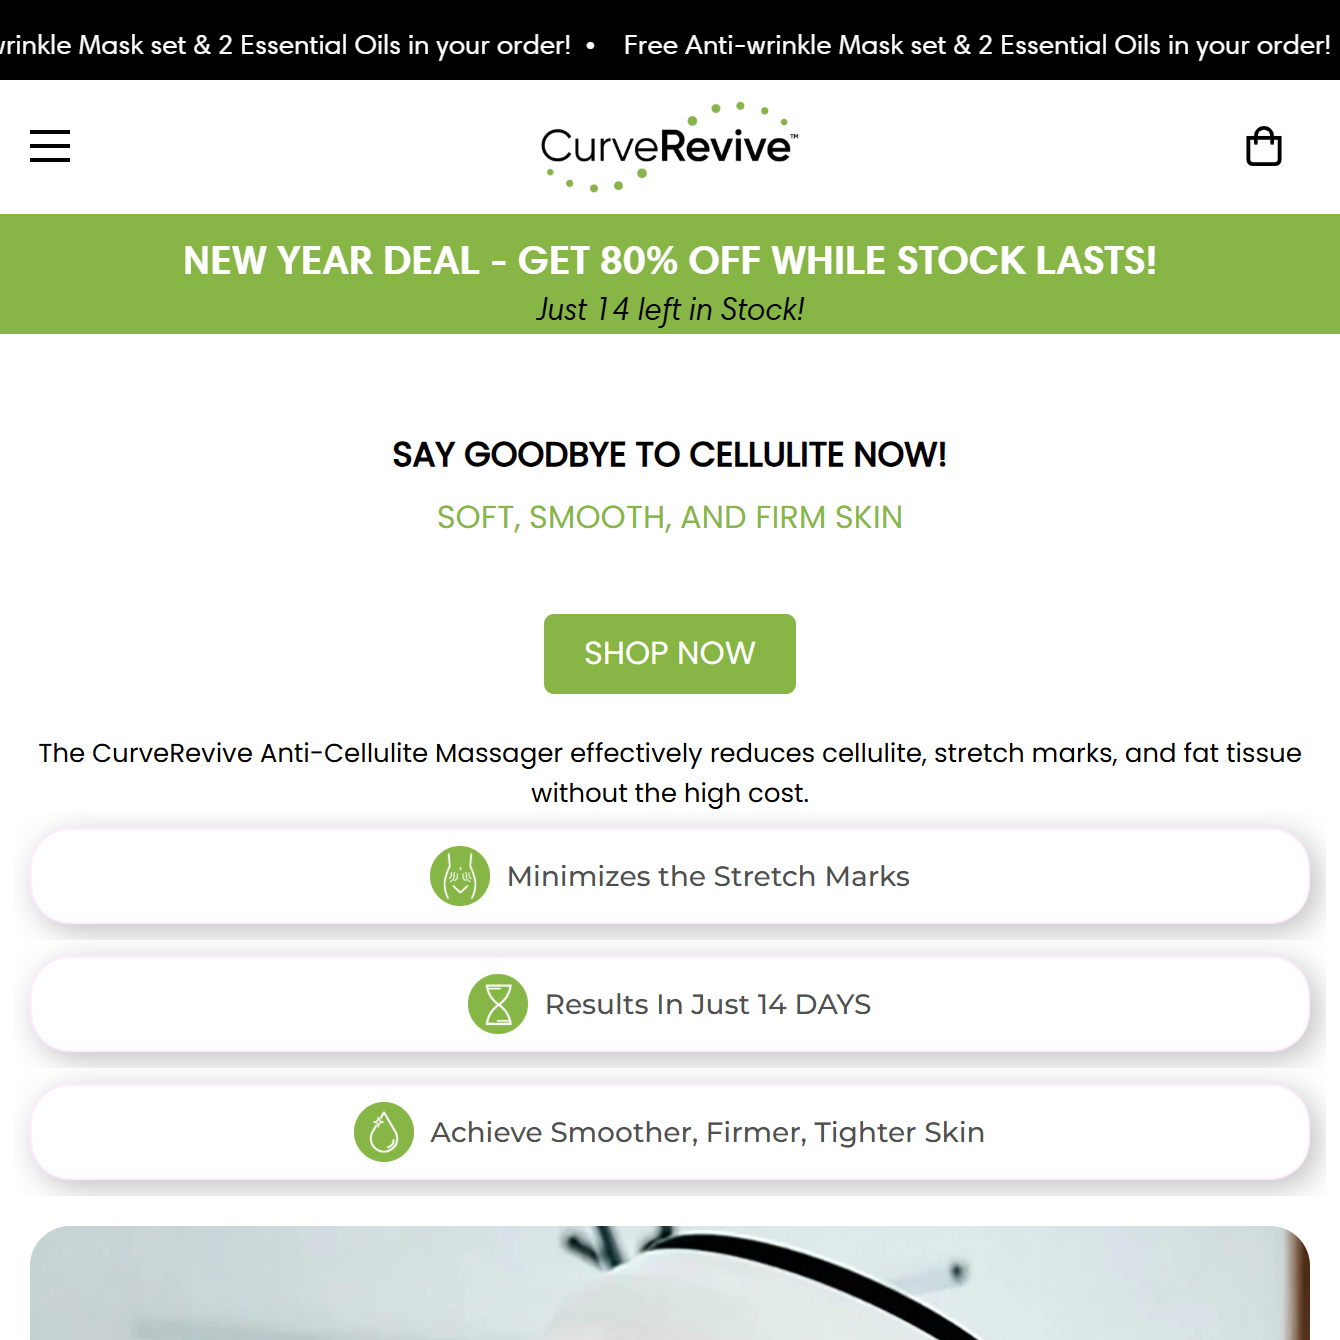 rinkle Mask set & 2 Essential Oils in your order! • Free Anti-wrinkle Mask set & 2 Essential Oils in your order!
CurveRevive™
NEW YEAR DEAL - GET 80% OFF WHILE STOCK LASTS!
Just 14 left in Stock!
SAY GOODBYE TO CELLULITE NOW!
SOFT, SMOOTH, AND FIRM SKIN
SHOP NOW
The CurveRevive Anti-Cellulite Massager effectively reduces cellulite, stretch marks, and fat tissue
without the high cost.
Minimizes the Stretch Marks
Results In Just 14 DAYS
Achieve Smoother, Firmer, Tighter Skin